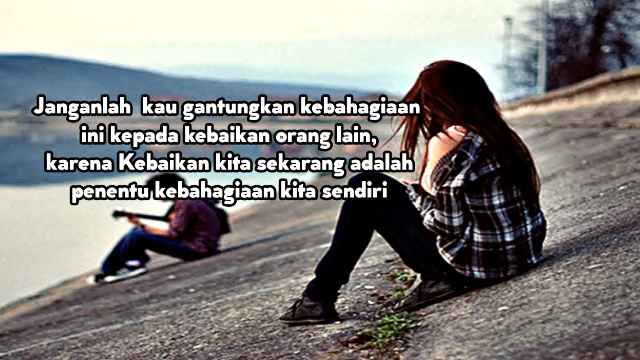 Janganlah kau gantungkan kebahagiaan
ini kepada kebaikan orang lain,
karena Kebaikan kita sekarang adalah
penentu kebahagiaan kita sendiri